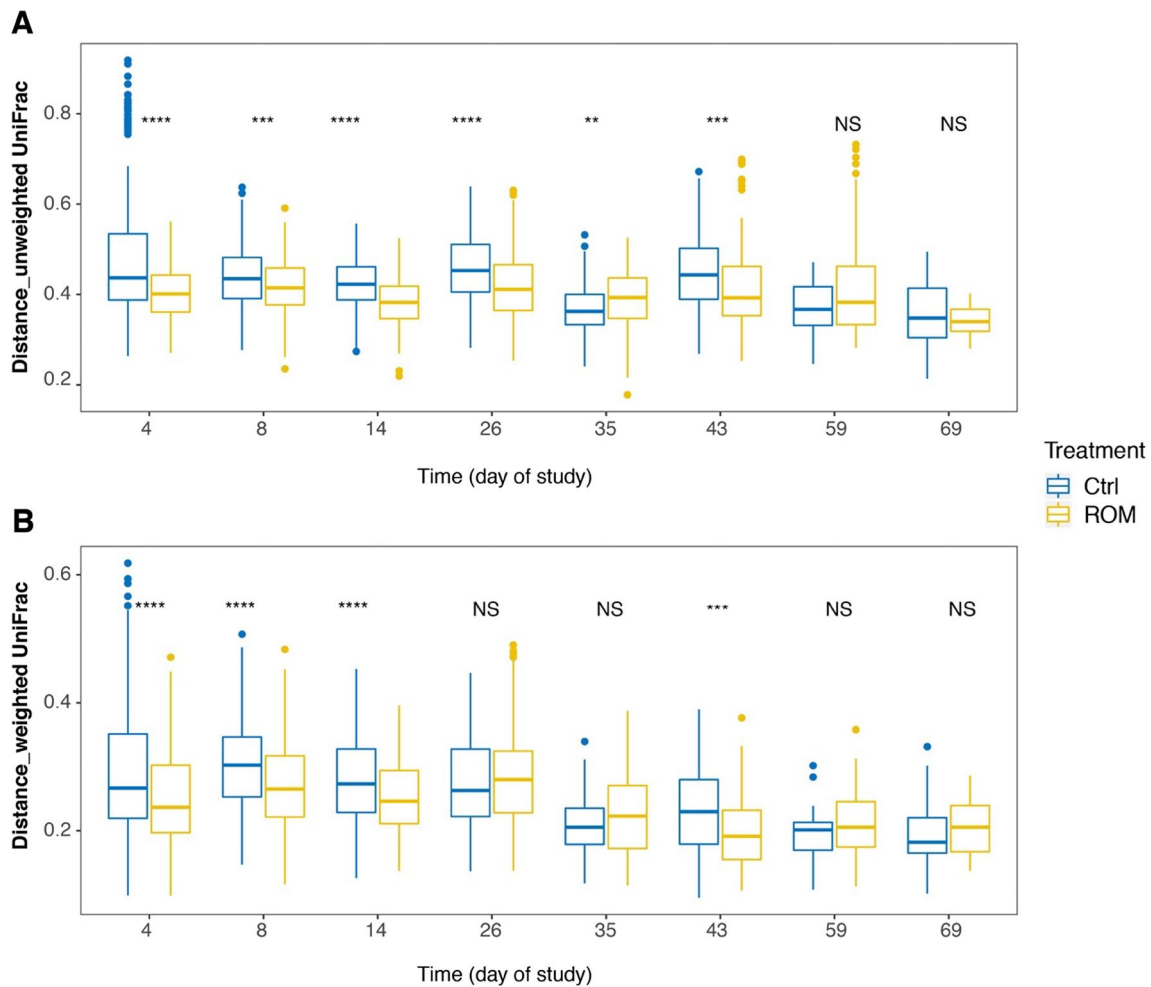 A
Distance_unweighted UniFrac
0.8
0.6
0.4
0.2
**** *** **** **** ** *** NS NS
4 8 14 26 35 43 59 69
Time (day of study)
Treatment
Ctrl
ROM
B
Distance_weighted UniFrac
0.6
0.4
0.2
**** **** **** NS NS *** NS NS
4 8 14 26 35 43 59 69
Time (day of study)